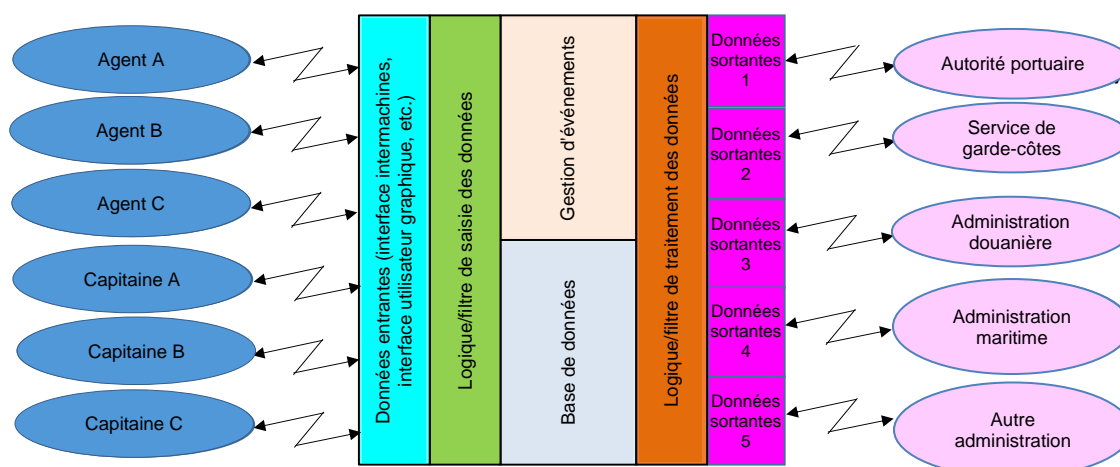 Agent A
Agent B
Agent C
Capitaine A
Capitaine B
Capitaine C
Données entrantes (interface intermachines,
interface utilisateur graphique, etc.)
Logique/filtre de saisie des données
Gestion d'événements
Base de données
Logique/filtre de traitement des données
Données
sortantes
1
Données
sortantes
2
Données
sortantes
3
Données
sortantes
4
Données
sortantes
5
Autorité portuaire
Service de
garde-côtes
Administration
douanière
Administration
maritime
Autre
administration